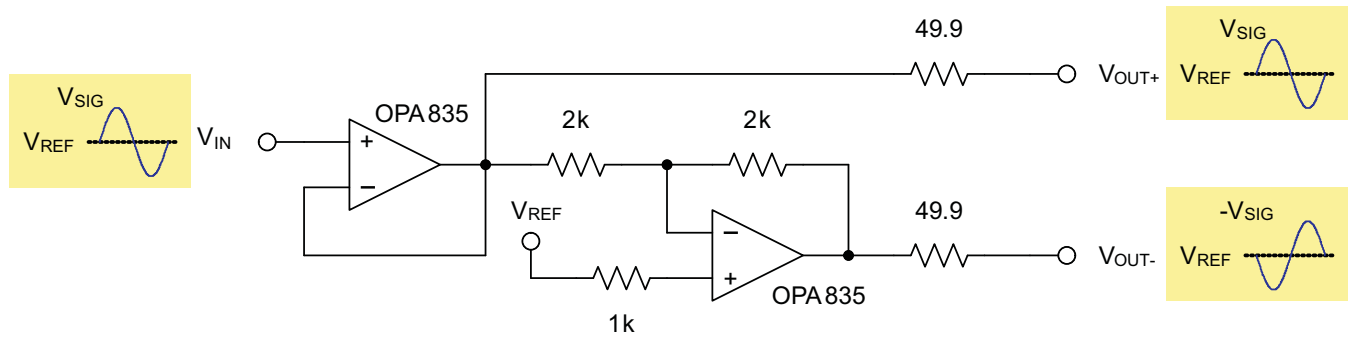 49.9
VSIG
VSIG
OPA835
VOUT+
VREF
2k
2k
VREF
VIN
+
−
49.9
-VSIG
VREF
−
+
VOUT-
VREF
OPA835
1k